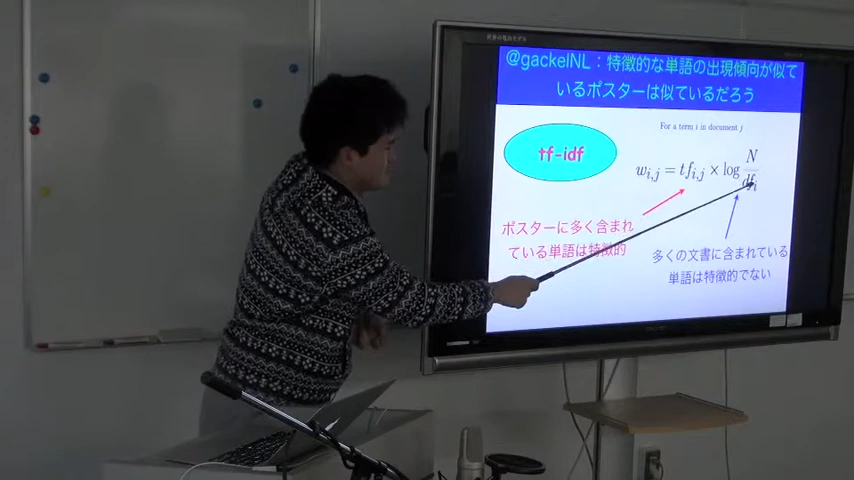 @gackeINL：特徴的な単語の出現傾向が似て
いるポスターは似ているだろう
For a term i in document j
tf-idf
w_{i,j} = tf_{i,j} × log N/df_i
ポスターに多く含まれ
ている単語は特徴的
多くの文書に含まれている
単語は特徴的でない